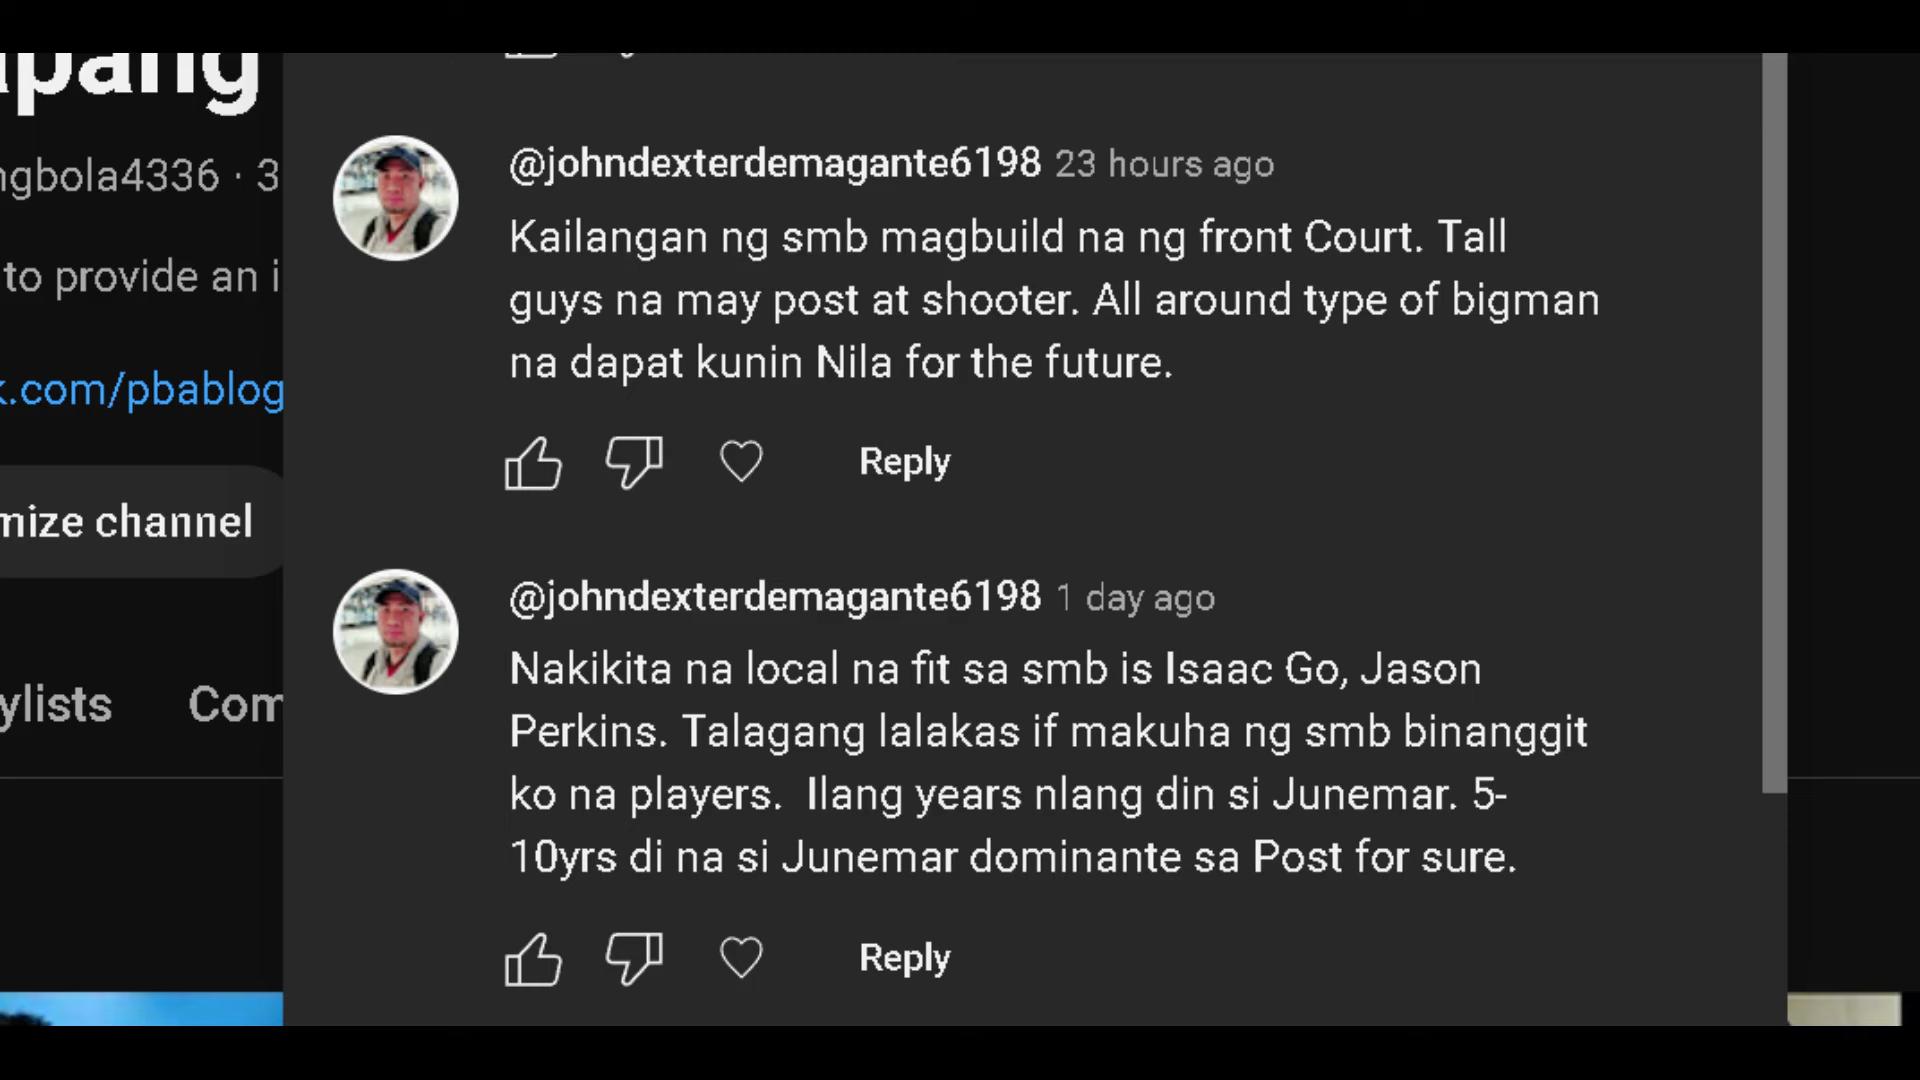 pang
ngbola4336 · 3
to provide an i
k.com/pbablog
mize channel
ylists
Com
@johndexterdemagante6198 23 hours ago
Kailangan ng smb magbuild na ng front Court. Tall
guys na may post at shooter. All around type of bigman
na dapat kunin Nila for the future.
Reply
@johndexterdemagante6198 1 day ago
Nakikita na local na fit sa smb is Isaac Go, Jason
Perkins. Talagang lalakas if makuha ng smb binanggit
ko na players.  Ilang years nlang din si Junemar. 5-
10yrs di na si Junemar dominante sa Post for sure.
Reply